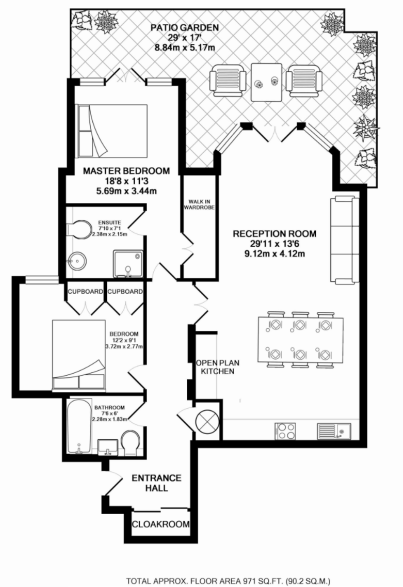 PATIO GARDEN
29' x 17'
8.84m x 5.17m
MASTER BEDROOM
18'8 x 11'3
5.69m x 3.44m
WALK IN
WARDROBE
ENSUITE
7'10 x 7'1
2.38m x 2.15m
RECEPTION ROOM
29'11 x 13'6
9.12m x 4.12m
CUPBOARD
CUPBOARD
BEDROOM
12'2 x 9'1
3.72m x 2.77m
OPEN PLAN
KITCHEN
BATHROOM
7'6 x 6'
2.28m x 1.83m
ENTRANCE
HALL
CLOAKROOM
TOTAL APPROX. FLOOR AREA 971 SQ.FT. (90.2 SQ.M.)